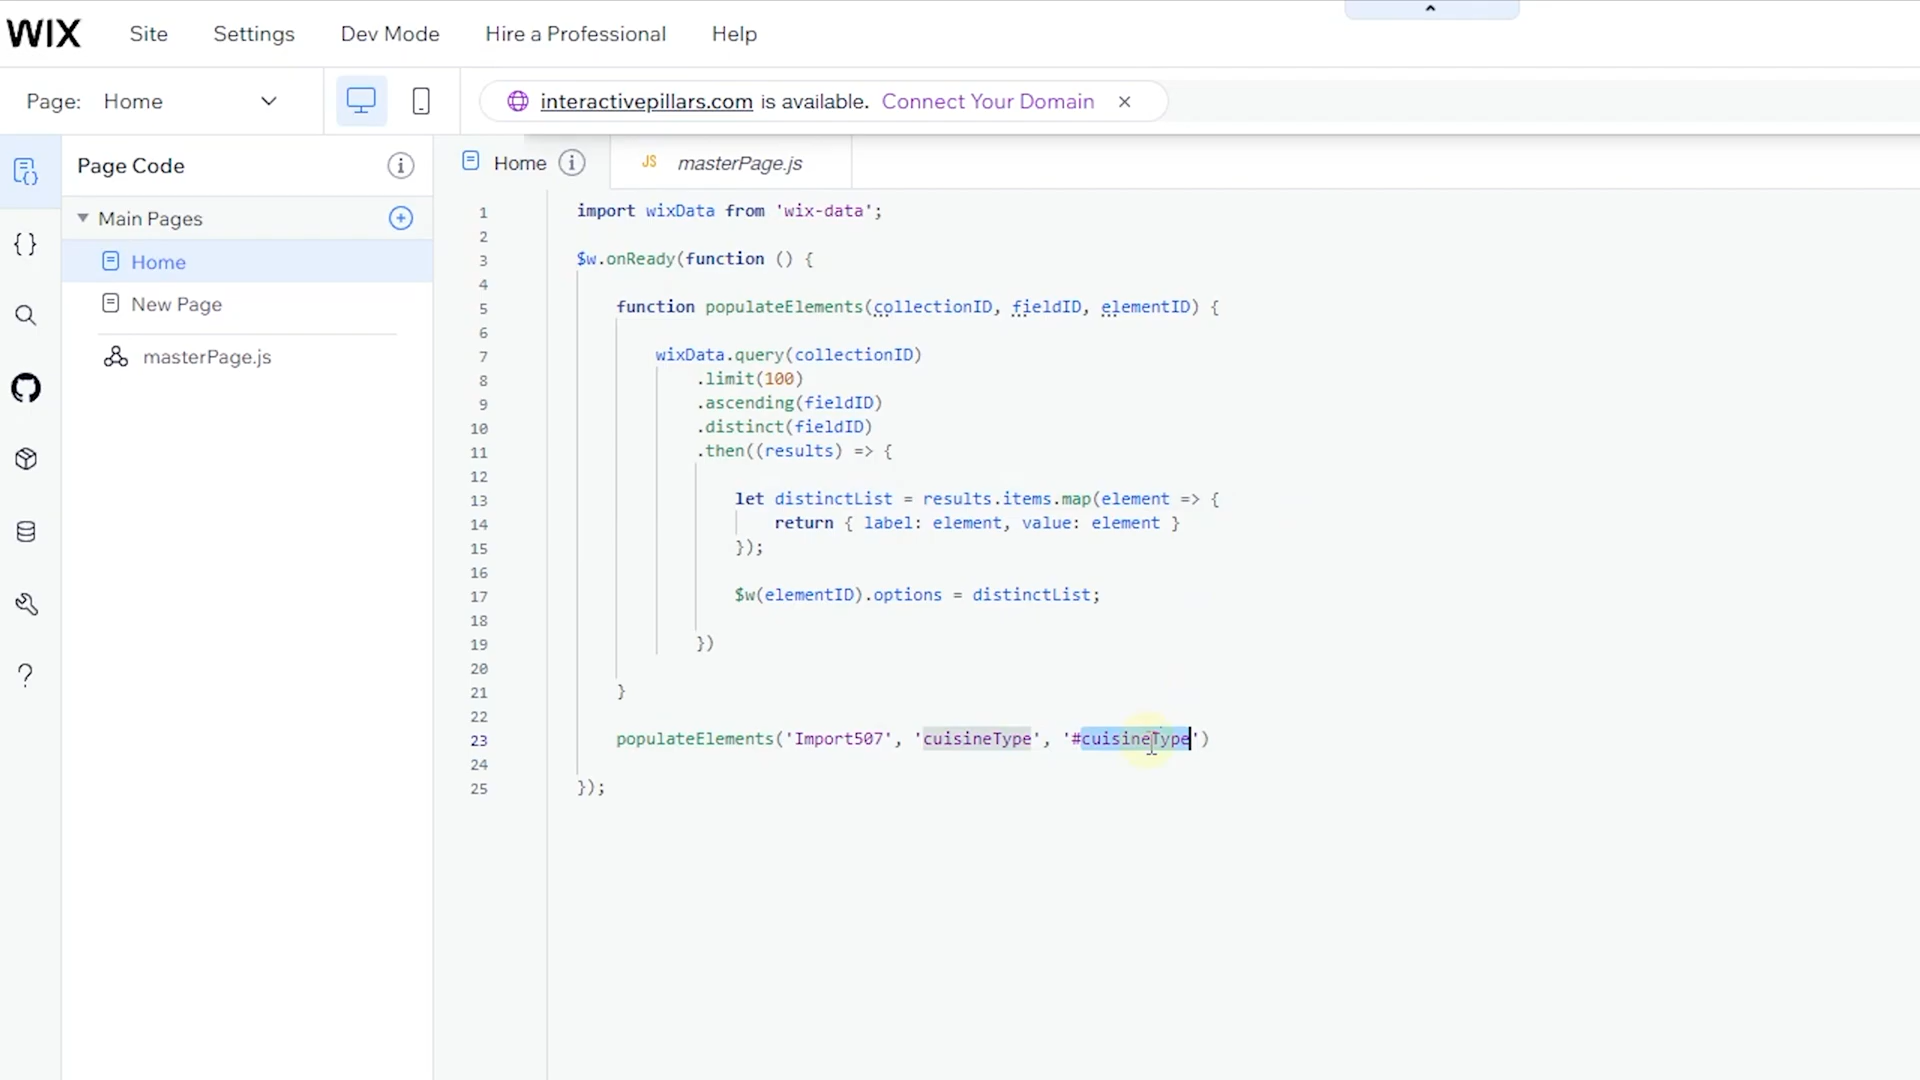 WIX Site Settings Dev Mode Hire a Professional Help
Page: Home interactivepillars.com is available. Connect Your Domain
Page Code
Main Pages
Home
New Page
masterPage.js
Home JS masterPage.js
1 import wixData from 'wix-data';
2
3 $w.onReady(function () {
4
5 function populateElements(collectionID, fieldID, elementID) {
6
7 wixData.query(collectionID)
8 .limit(100)
9 .ascending(fieldID)
10 .distinct(fieldID)
11 .then((results) => {
12
13 let distinctList = results.items.map(element => {
14 return { label: element, value: element }
15 });
16
17 $w(elementID).options = distinctList;
18
19 })
20
21 }
22
23 populateElements('Import507', 'cuisineType', '#cuisineType')
24
25 });